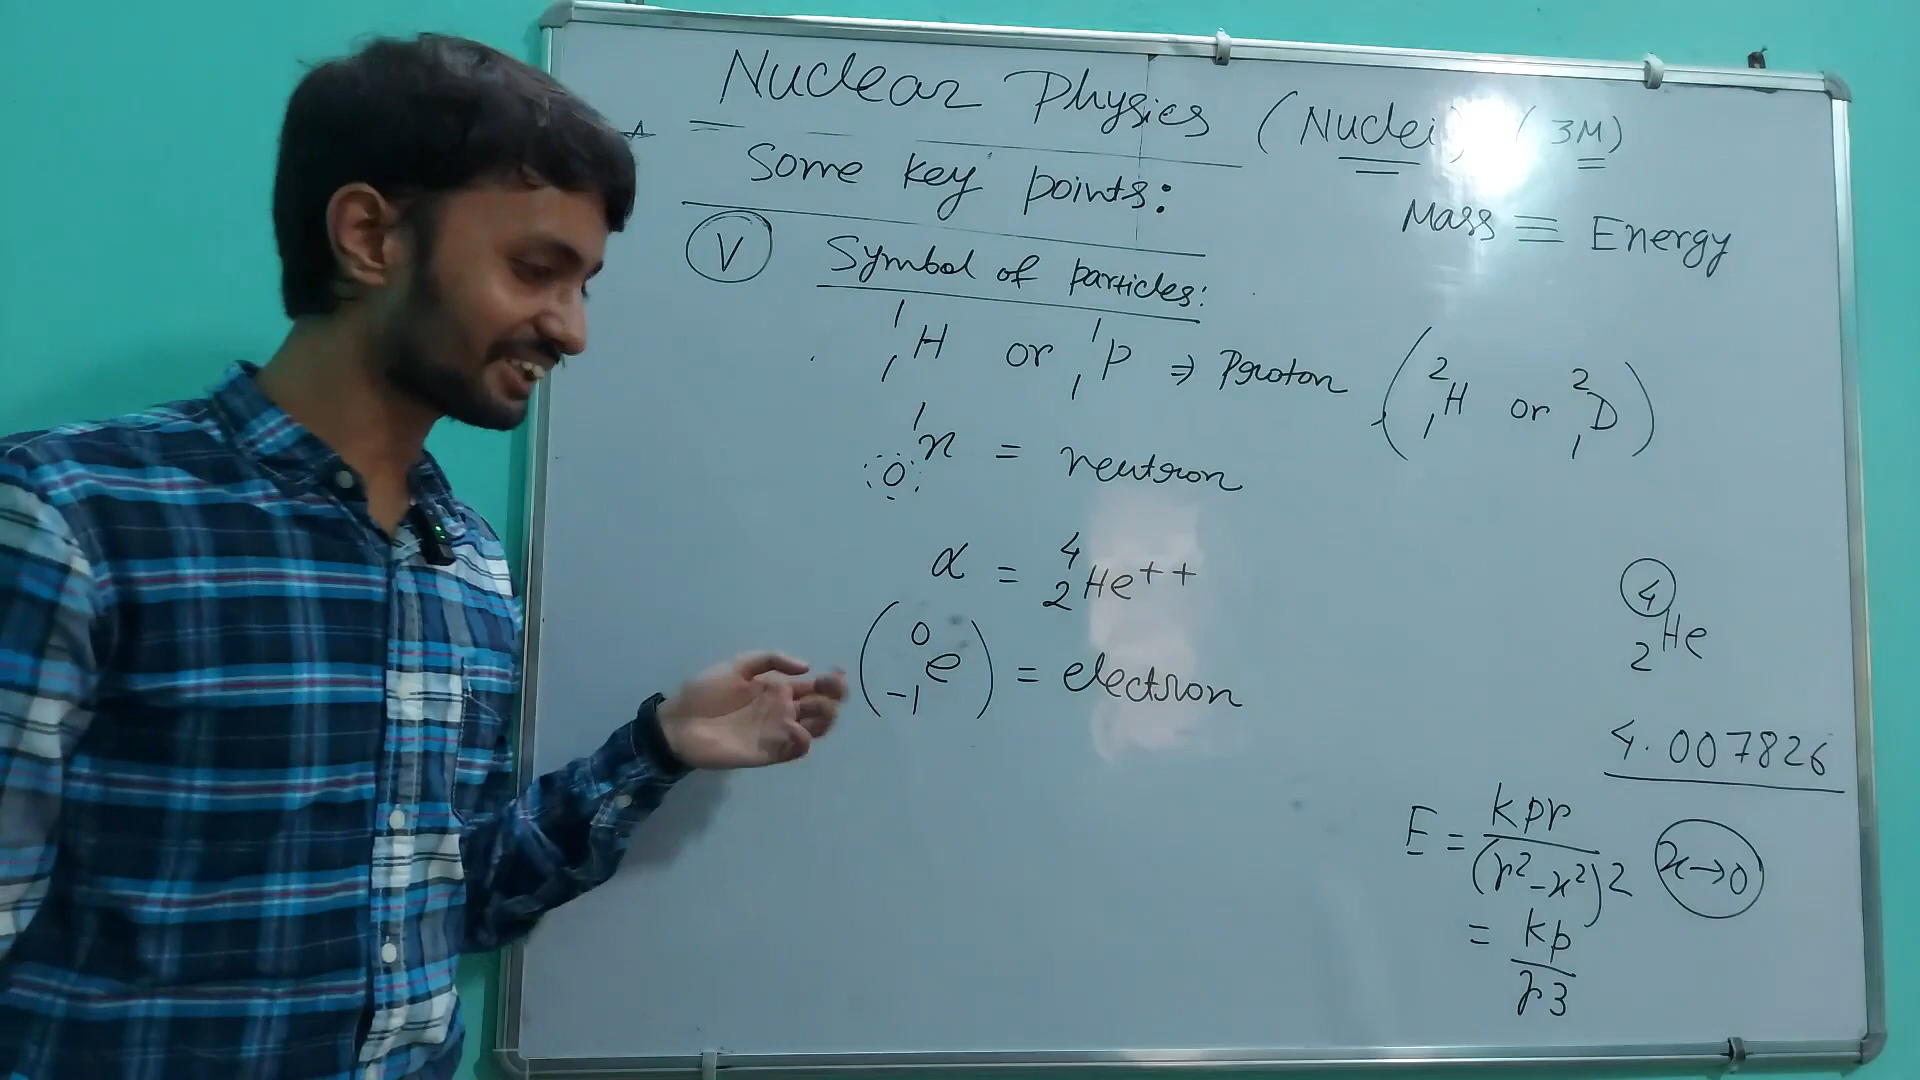 Nuclear Physics (Nuclei) (3M)
Some key points:
Mass ≡ Energy
(V) Symbol of particles:
¹₁H or ¹₁P ⇒ Proton (²₁H or ²₁D)
¹₀n = neutron
α = ⁴₂He⁺⁺
(⁰₋₁e) = electron
⁴₂He
4.007826
E = kpr/(r²-x²)² x→0
= kp/r3